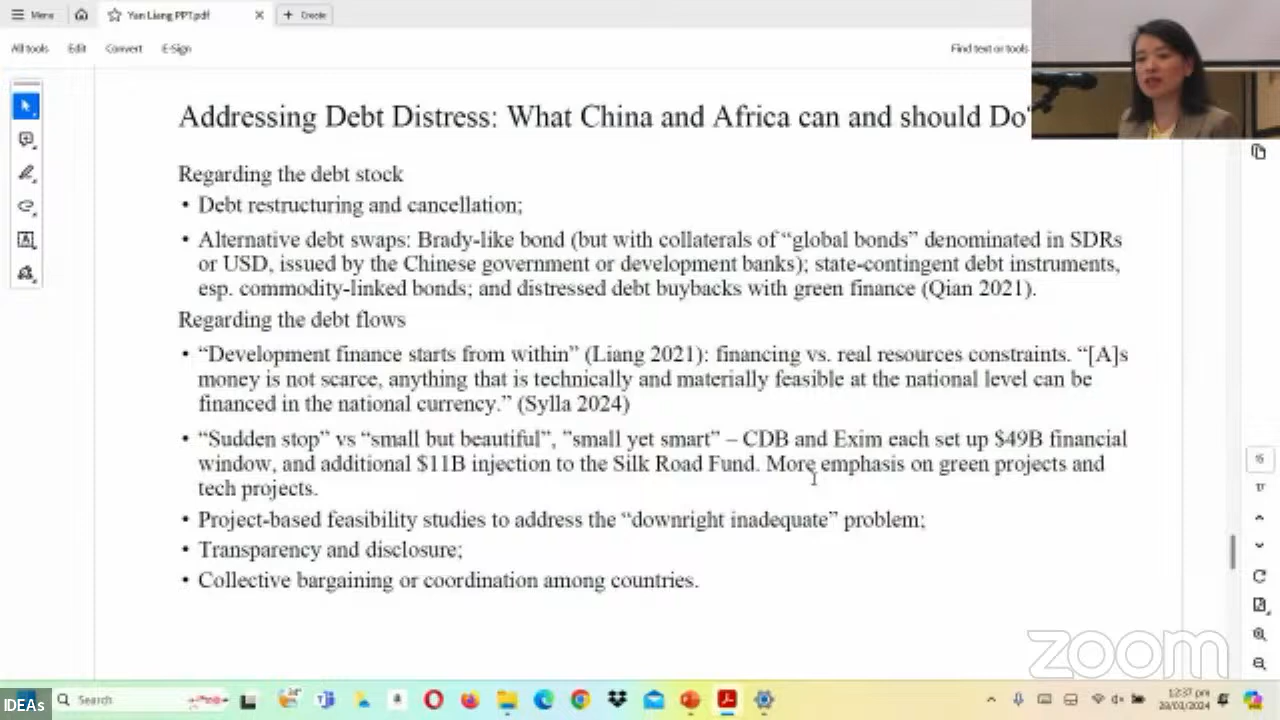 Menu
Yan Liang PPT.pdf
Create
All tools
Edit
Convert
E-Sign
Find text or tools
Addressing Debt Distress: What China and Africa can and should Do
Regarding the debt stock
• Debt restructuring and cancellation;
• Alternative debt swaps: Brady-like bond (but with collaterals of “global bonds” denominated in SDRs
or USD, issued by the Chinese government or development banks); state-contingent debt instruments,
esp. commodity-linked bonds; and distressed debt buybacks with green finance (Qian 2021).
Regarding the debt flows
• “Development finance starts from within” (Liang 2021): financing vs. real resources constraints. “[A]s
money is not scarce, anything that is technically and materially feasible at the national level can be
financed in the national currency.” (Sylla 2024)
• “Sudden stop” vs “small but beautiful”, ”small yet smart” – CDB and Exim each set up $49B financial
window, and additional $11B injection to the Silk Road Fund. More emphasis on green projects and
tech projects.
• Project-based feasibility studies to address the “downright inadequate” problem;
• Transparency and disclosure;
• Collective bargaining or coordination among countries.
zoom
IDEAs
Search
12:37 pm